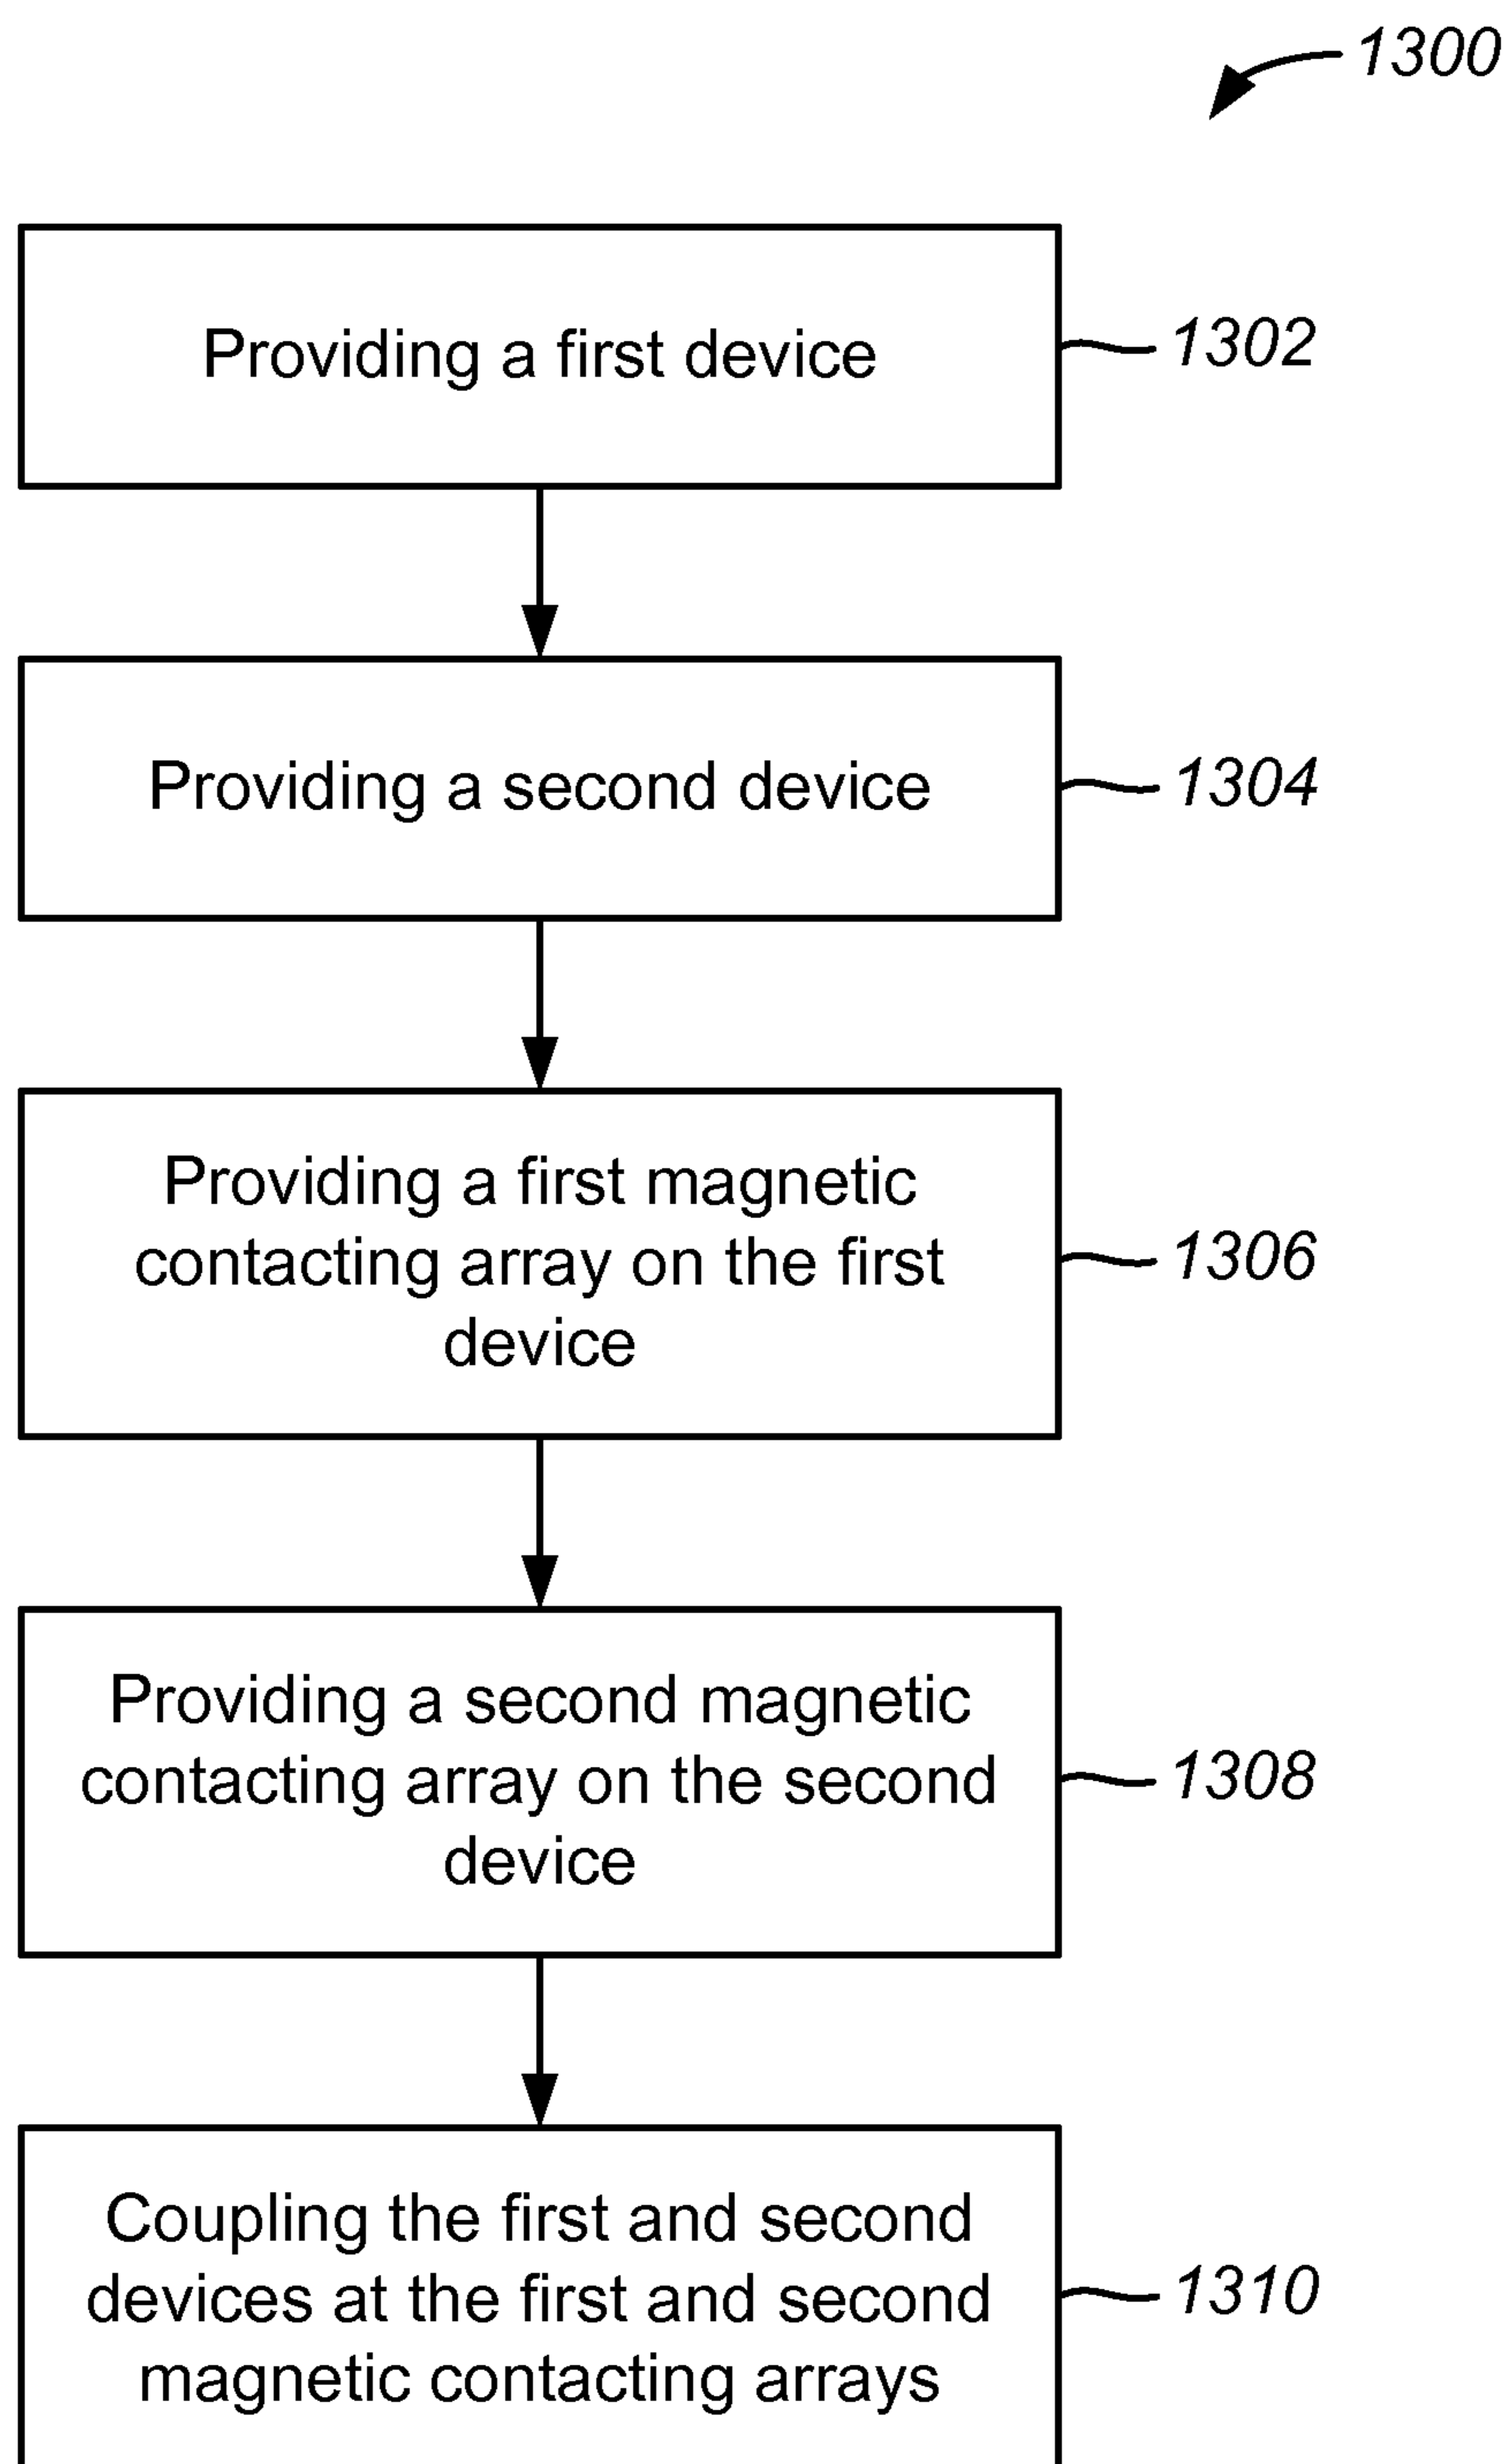 1300
Providing a first device
1302
Providing a second device
1304
Providing a first magnetic
contacting array on the first
device
1306
Providing a second magnetic
contacting array on the second
device
1308
Coupling the first and second
devices at the first and second
magnetic contacting arrays
1310